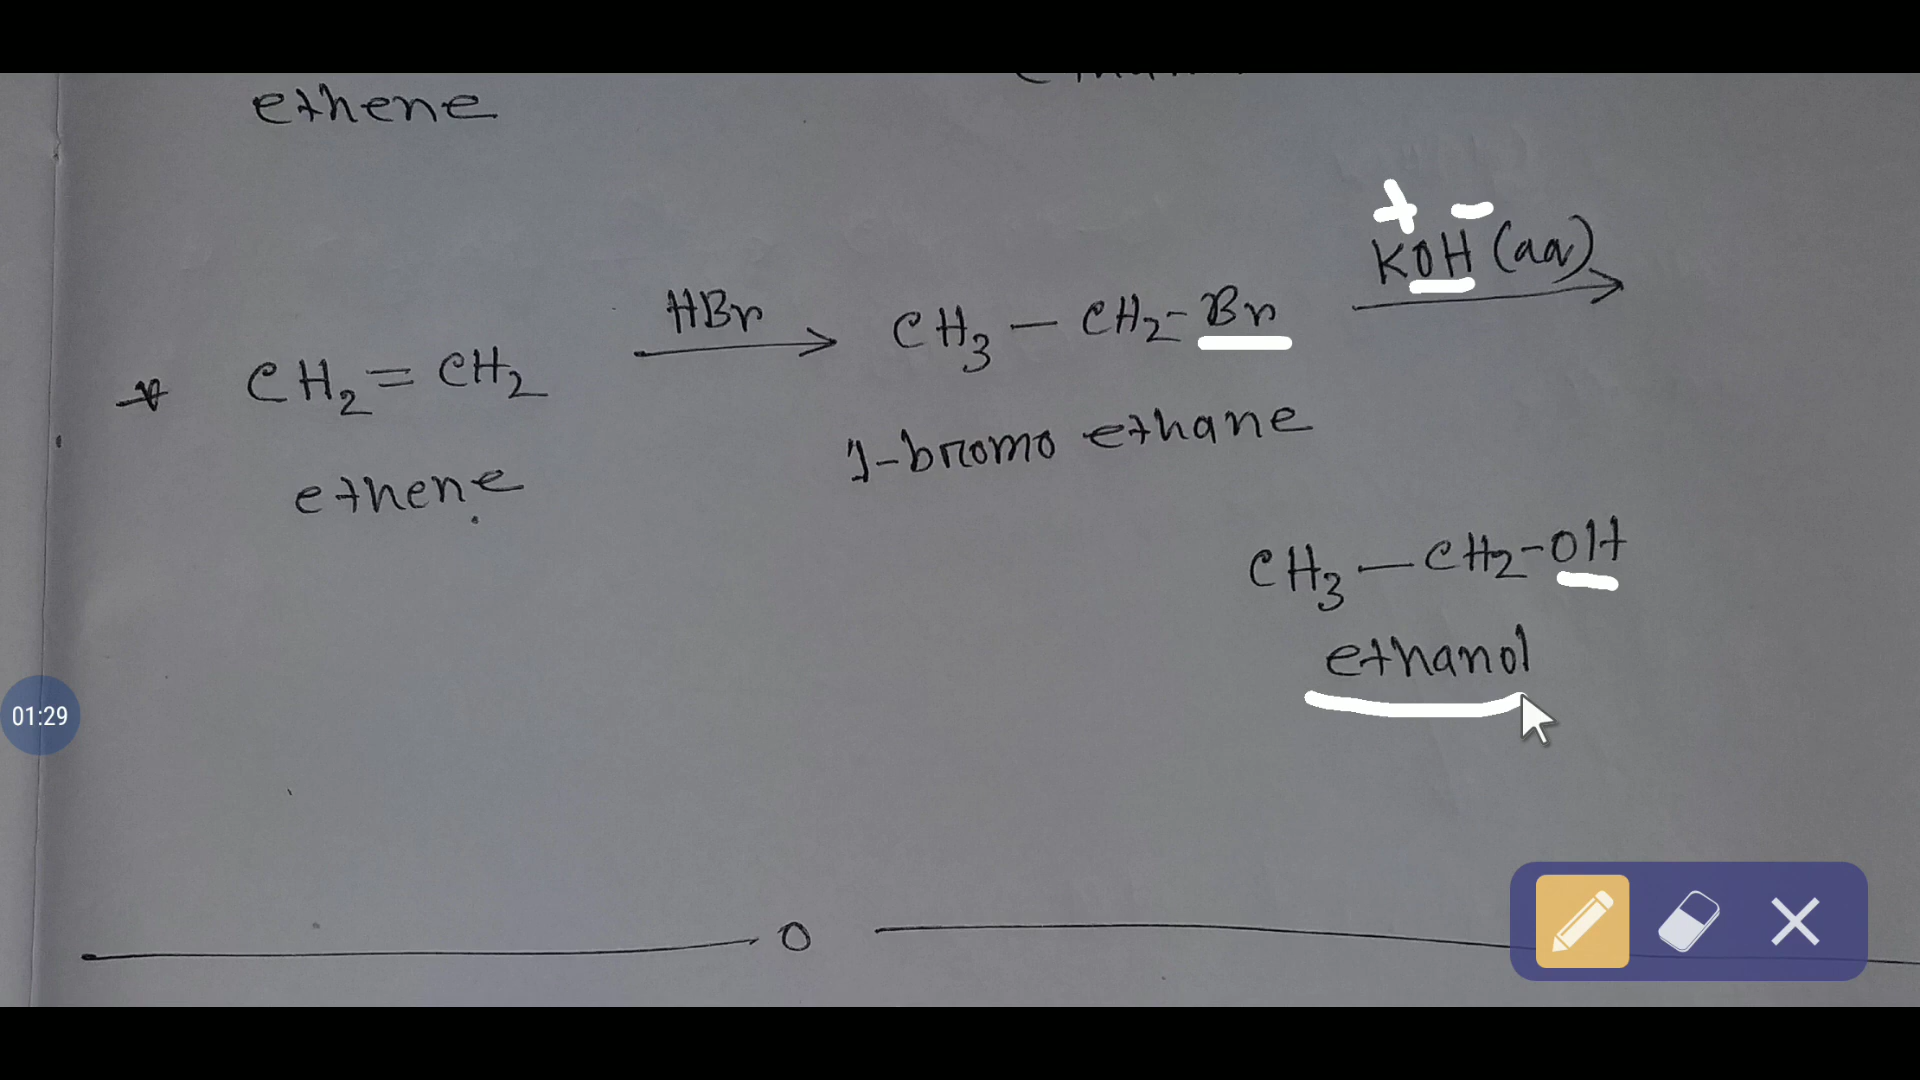 ethene
+ -
KOH (aq)
HBr
CH3 — CH2-Br
* CH2 = CH2
1-bromo ethane
ethene
CH3 — CH2-OH
ethanol
01:29
O